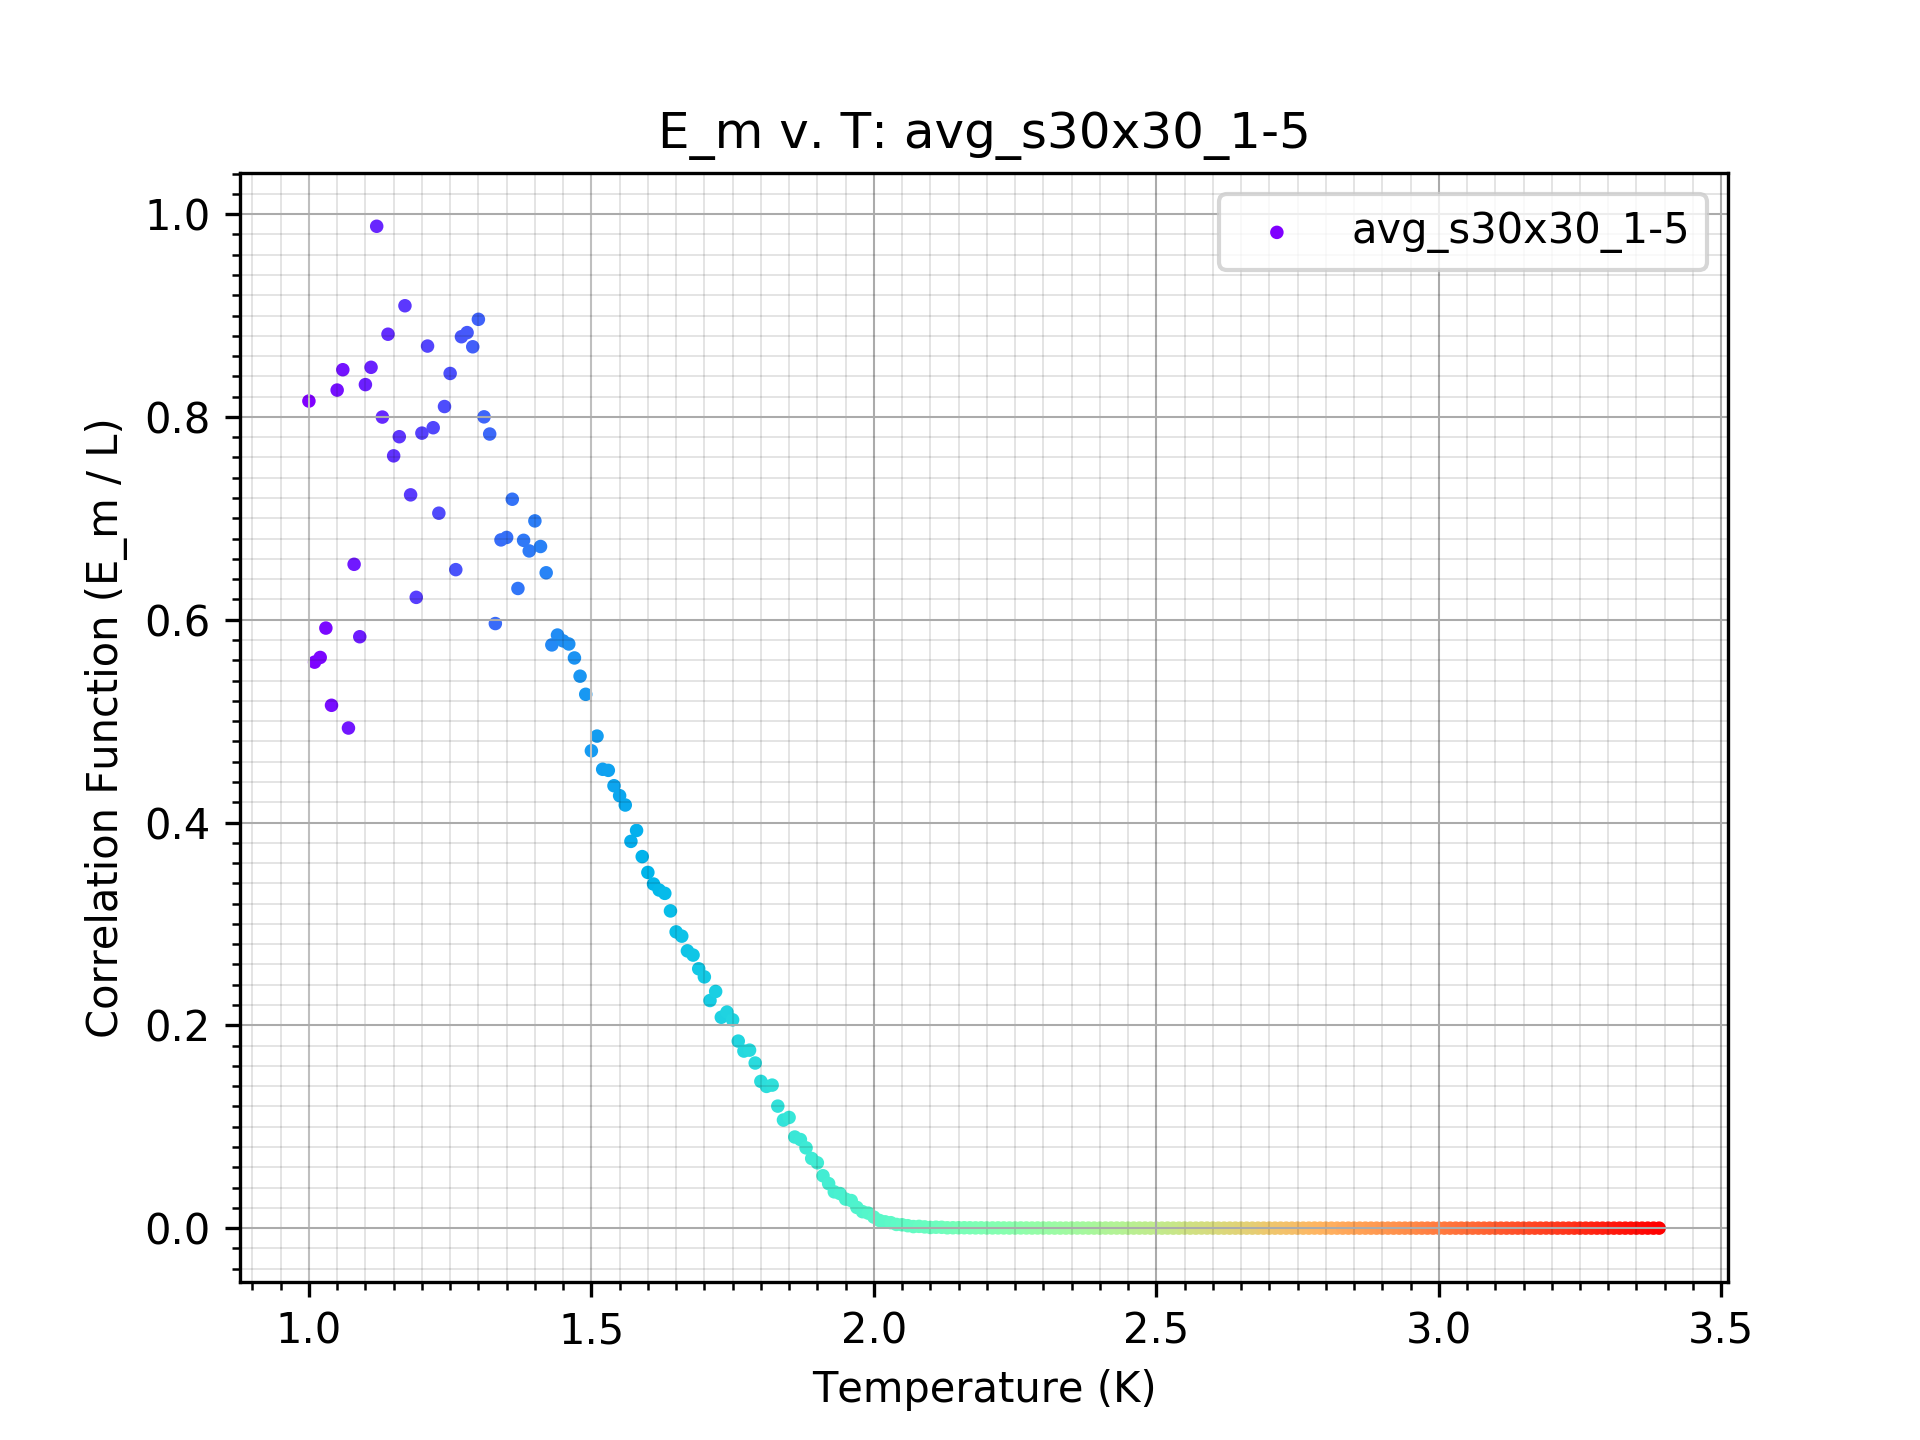 E_m v. T: avg_s30x30_1-5
avg_s30x30_1-5
Correlation Function (E_m / L)
1.0
0.8
0.6
0.4
0.2
0.0
1.0 1.5 2.0 2.5 3.0 3.5
Temperature (K)